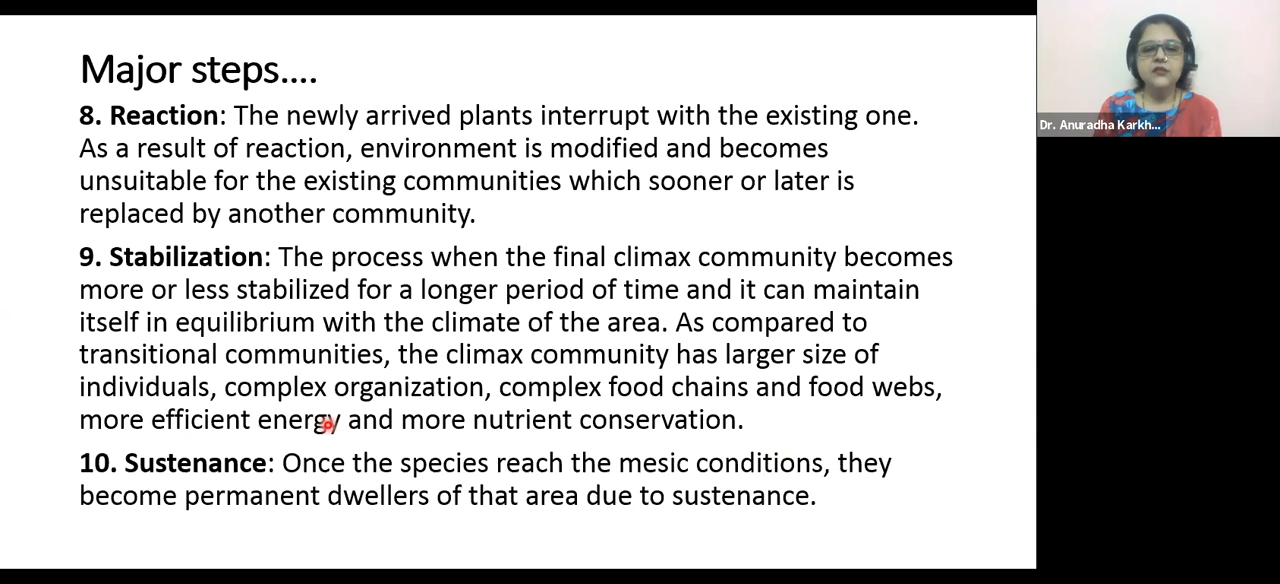 Major steps....
8. Reaction: The newly arrived plants interrupt with the existing one.
As a result of reaction, environment is modified and becomes
unsuitable for the existing communities which sooner or later is
replaced by another community.
9. Stabilization: The process when the final climax community becomes
more or less stabilized for a longer period of time and it can maintain
itself in equilibrium with the climate of the area. As compared to
transitional communities, the climax community has larger size of
individuals, complex organization, complex food chains and food webs,
more efficient energy and more nutrient conservation.
10. Sustenance: Once the species reach the mesic conditions, they
become permanent dwellers of that area due to sustenance.
Dr. Anuradha Karkh...